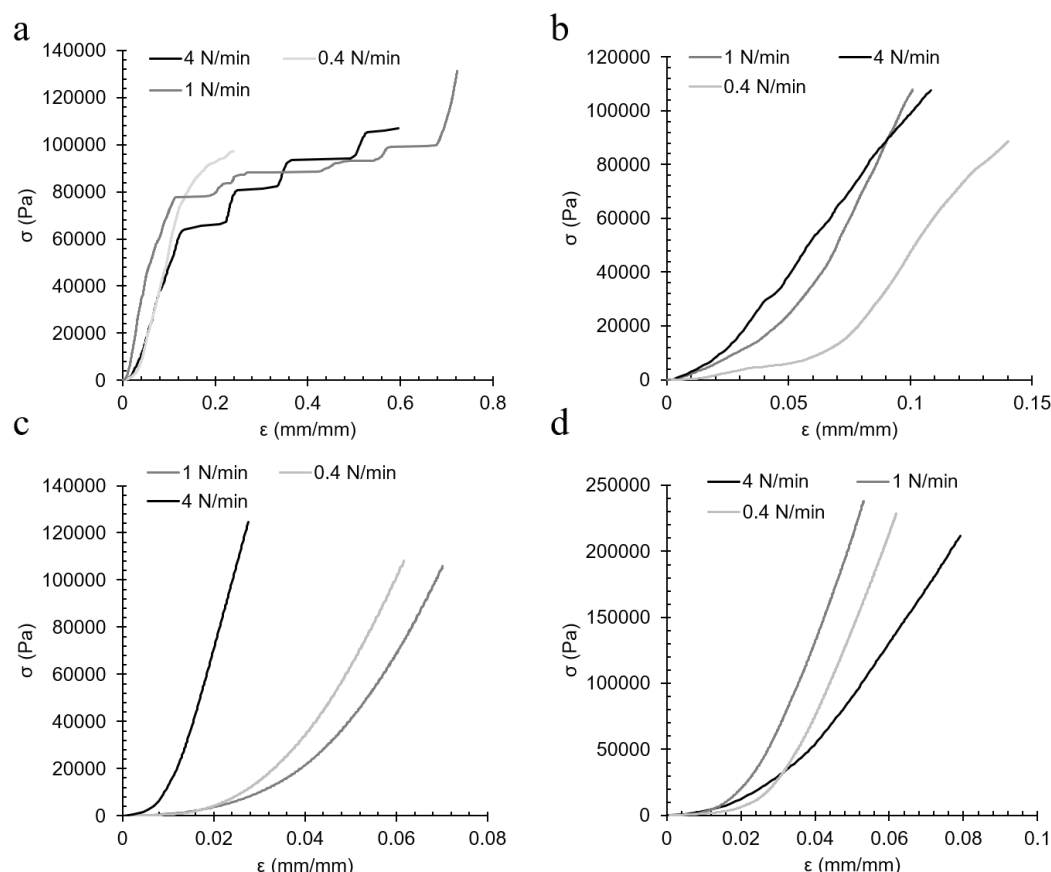 a
4 N/min 0.4 N/min
1 N/min
140000
120000
100000
80000
60000
40000
20000
0
σ (Pa)
0 0.2 0.4 0.6 0.8
ε (mm/mm)
b
1 N/min 4 N/min
0.4 N/min
120000
100000
80000
60000
40000
20000
0
σ (Pa)
0 0.05 0.1 0.15
ε (mm/mm)
c
1 N/min 0.4 N/min
4 N/min
140000
120000
100000
80000
60000
40000
20000
0
σ (Pa)
0 0.02 0.04 0.06 0.08
ε (mm/mm)
d
4 N/min 1 N/min
0.4 N/min
250000
200000
150000
100000
50000
0
σ (Pa)
0 0.02 0.04 0.06 0.08 0.1
ε (mm/mm)